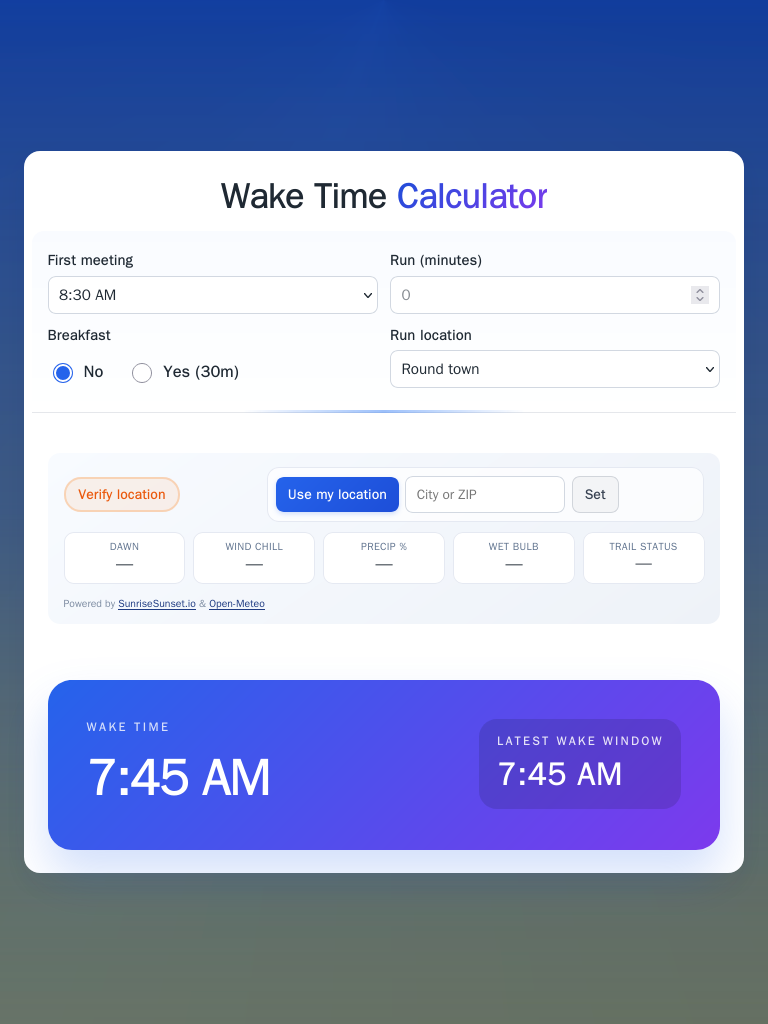 Wake Time Calculator
First meeting
8:30 AM
Run (minutes)
0
Breakfast
No
Yes (30m)
Run location
Round town
Verify location
Use my location
City or ZIP
Set
DAWN
—
WIND CHILL
—
PRECIP %
—
WET BULB
—
TRAIL STATUS
—
Powered by SunriseSunset.io & Open-Meteo
WAKE TIME
7:45 AM
LATEST WAKE WINDOW
7:45 AM